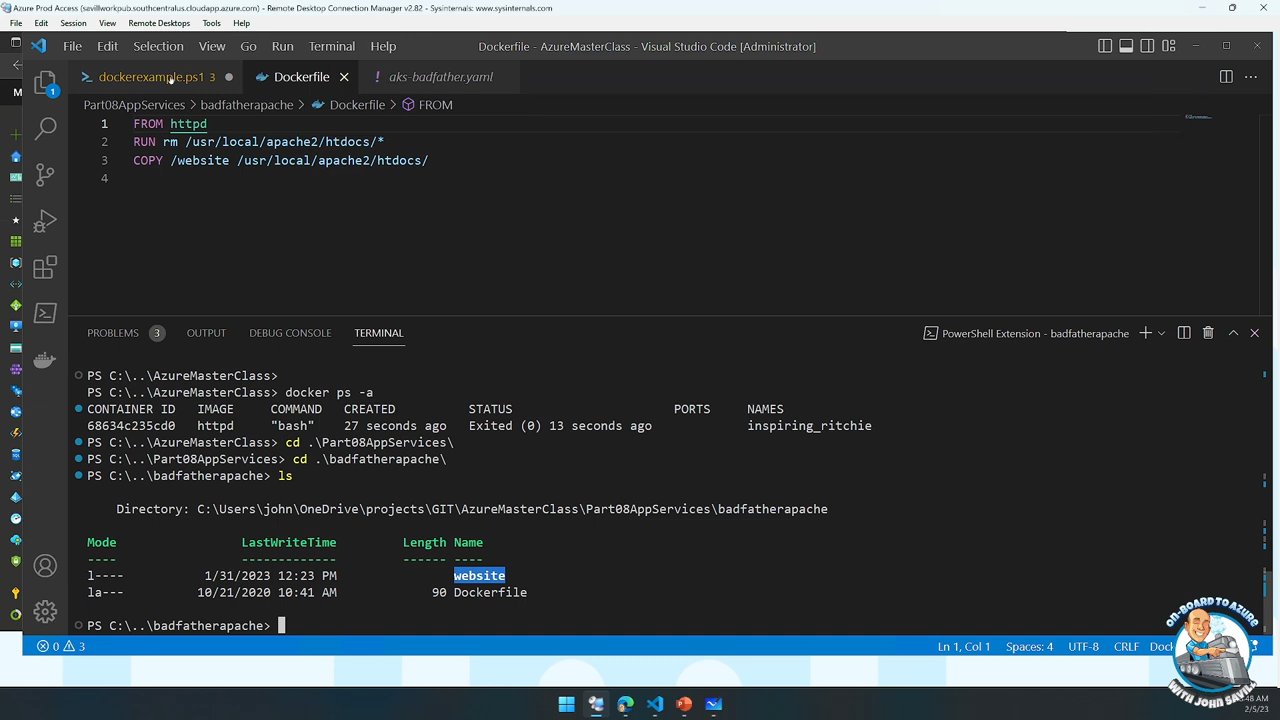 Azure Prod Access (savillworkpub.southcentralus.cloudapp.azure.com) - Remote Desktop Connection Manager v2.82 - Sysinternals: www.sysinternals.com
File Edit Session View Remote Desktops Tools Help
File Edit Selection View Go Run Terminal Help Dockerfile - AzureMasterClass - Visual Studio Code [Administrator]
dockerexample.ps1 3 Dockerfile aks-badfather.yaml
1
Part08AppServices > badfatherapache > Dockerfile > FROM
1 FROM httpd
2 RUN rm /usr/local/apache2/htdocs/*
3 COPY /website /usr/local/apache2/htdocs/
4
PROBLEMS 3 OUTPUT DEBUG CONSOLE TERMINAL PowerShell Extension - badfatherapache
PS C:\..\AzureMasterClass>
PS C:\..\AzureMasterClass> docker ps -a
CONTAINER ID IMAGE COMMAND CREATED STATUS PORTS NAMES
68634c235cd0 httpd "bash" 27 seconds ago Exited (0) 13 seconds ago inspiring_ritchie
PS C:\..\AzureMasterClass> cd .\Part08AppServices\
PS C:\..\Part08AppServices> cd .\badfatherapache\
PS C:\..\badfatherapache> ls
Directory: C:\Users\john\OneDrive\projects\GIT\AzureMasterClass\Part08AppServices\badfatherapache
Mode LastWriteTime Length Name
---- ------------- ------ ----
l---- 1/31/2023 12:23 PM website
la--- 10/21/2020 10:41 AM 90 Dockerfile
PS C:\..\badfatherapache>
0 3 Ln 1, Col 1 Spaces: 4 UTF-8 CRLF
ON-BOARD TO AZURE
WITH JOHN SAVILL
2/5/23